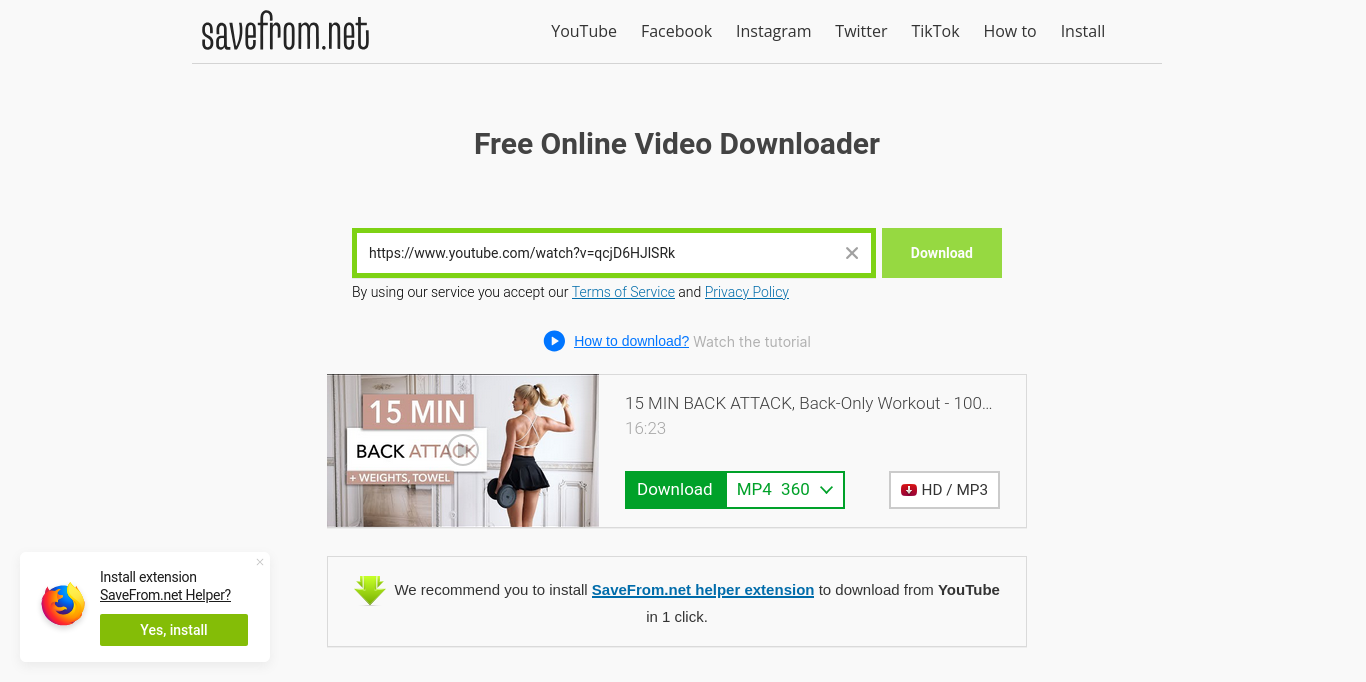 savefrom.net
YouTube Facebook Instagram Twitter TikTok How to Install
Free Online Video Downloader
https://www.youtube.com/watch?v=qcjD6HJlSRk
Download
By using our service you accept our Terms of Service and Privacy Policy
How to download? Watch the tutorial
15 MIN
BACK ATTACK
+ WEIGHTS, TOWEL
15 MIN BACK ATTACK, Back-Only Workout - 100...
16:23
Download MP4 360
HD / MP3
We recommend you to install SaveFrom.net helper extension to download from YouTube
in 1 click.
Install extension
SaveFrom.net Helper?
Yes, install